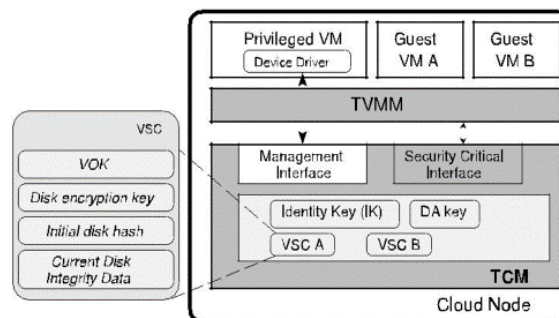 Privileged VM
Device Driver
Guest
VM A
Guest
VM B
TVMM
VSC
VOK
Disk encryption key
Initial disk hash
Current Disk
Integrity Data
Management
Interface
Security Critical
Interface
Identity Key (IK)
DA key
VSC A
VSC B
TCM
Cloud Node